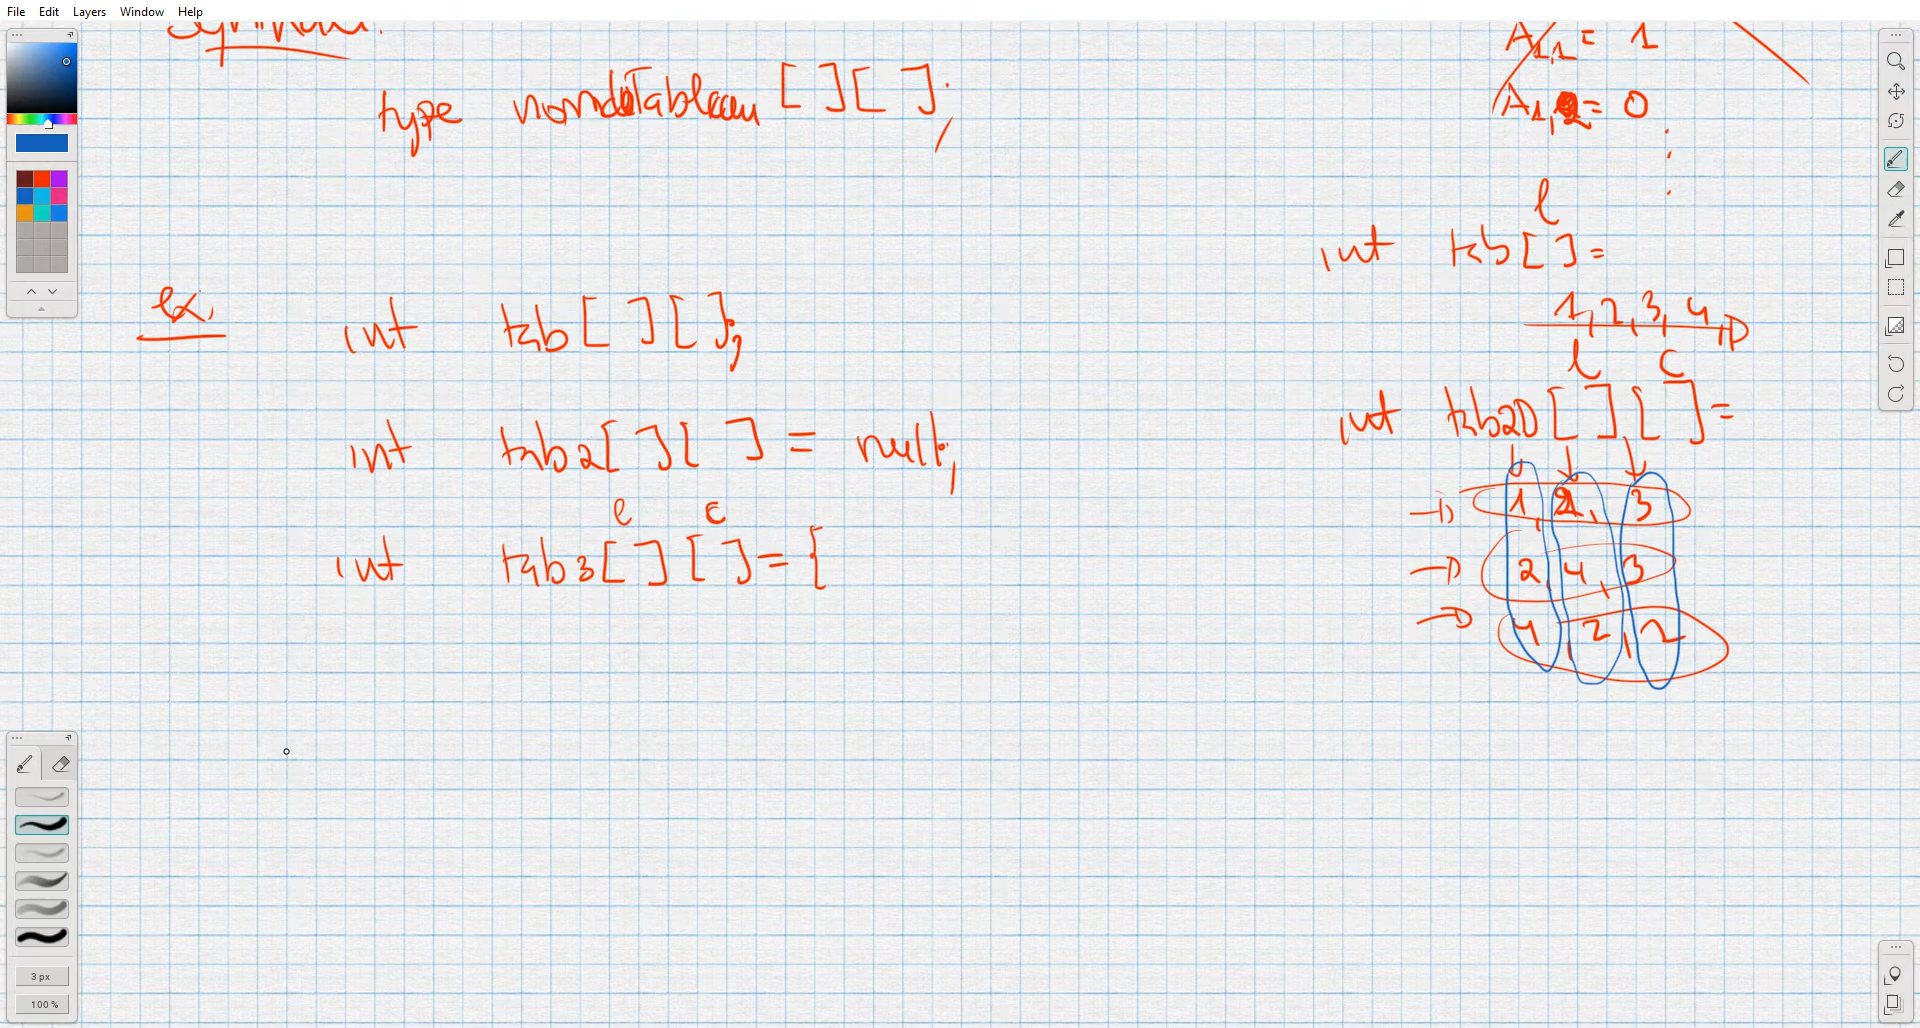 File Edit Layers Window Help
type nomduTableau [ ][ ];
ex.
int tab[ ][ ];
int tab2[ ][ ] = null;
l c
int tab3[ ][ ] = {
A1,1 = 1
A1,2 = 0
l
int tab[ ] =
1, 2, 3, 4
l c
int tab2D[ ][ ] =
1, 2, 3
2, 4, 3
4, 2, 2
3 px
100 %